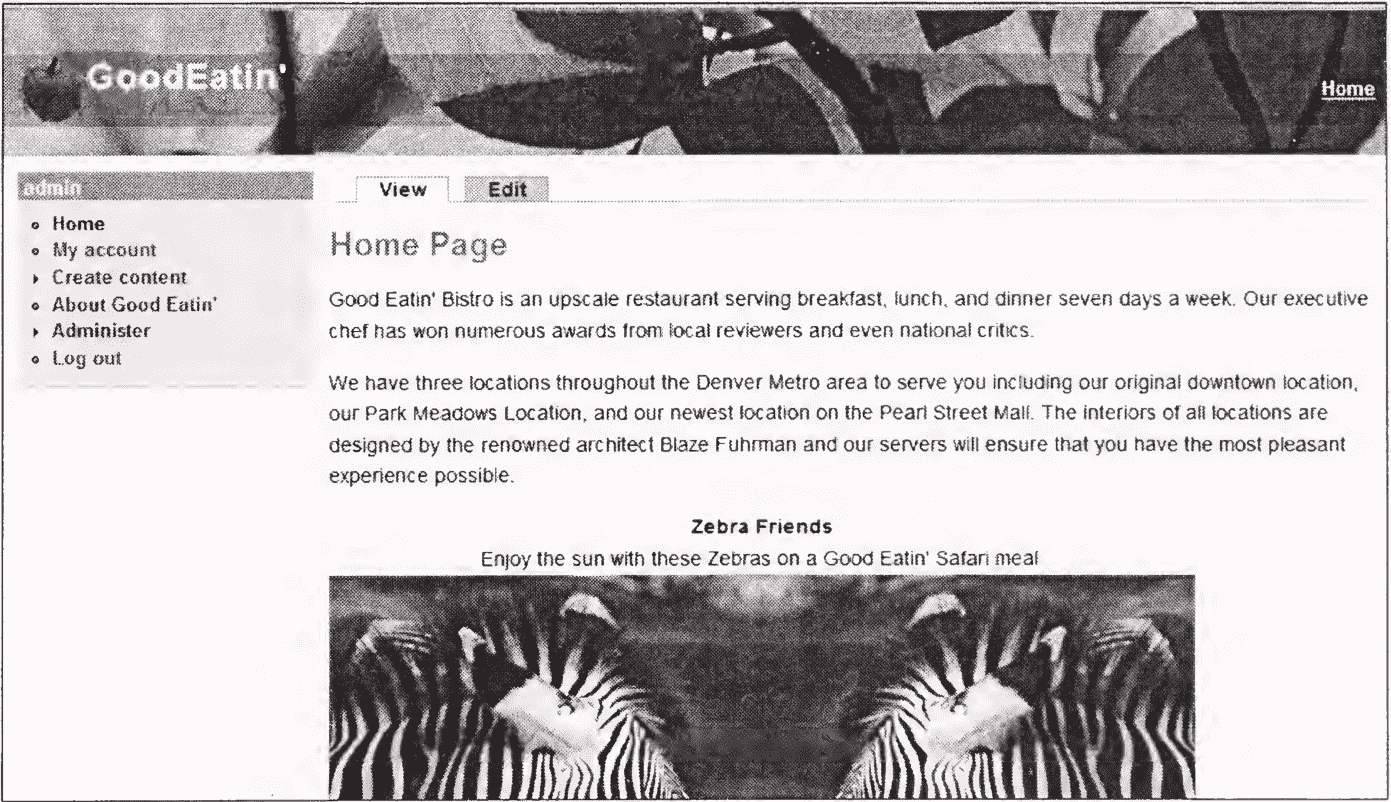 GoodEatin'
Home
admin
Home
My account
Create content
About Good Eatin'
Administer
Log out
View
Edit
Home Page
Good Eatin' Bistro is an upscale restaurant serving breakfast, lunch, and dinner seven days a week. Our executive
chef has won numerous awards from local reviewers and even national critics.
We have three locations throughout the Denver Metro area to serve you including our original downtown location,
our Park Meadows Location, and our newest location on the Pearl Street Mall. The interiors of all locations are
designed by the renowned architect Blaze Fuhrman and our servers will ensure that you have the most pleasant
experience possible.
Zebra Friends
Enjoy the sun with these Zebras on a Good Eatin' Safari meal